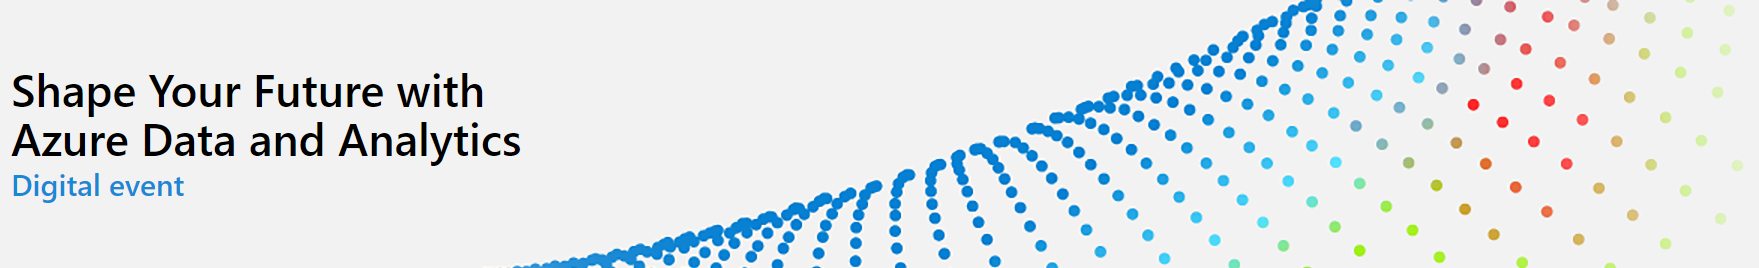 Shape Your Future with
Azure Data and Analytics
Digital event